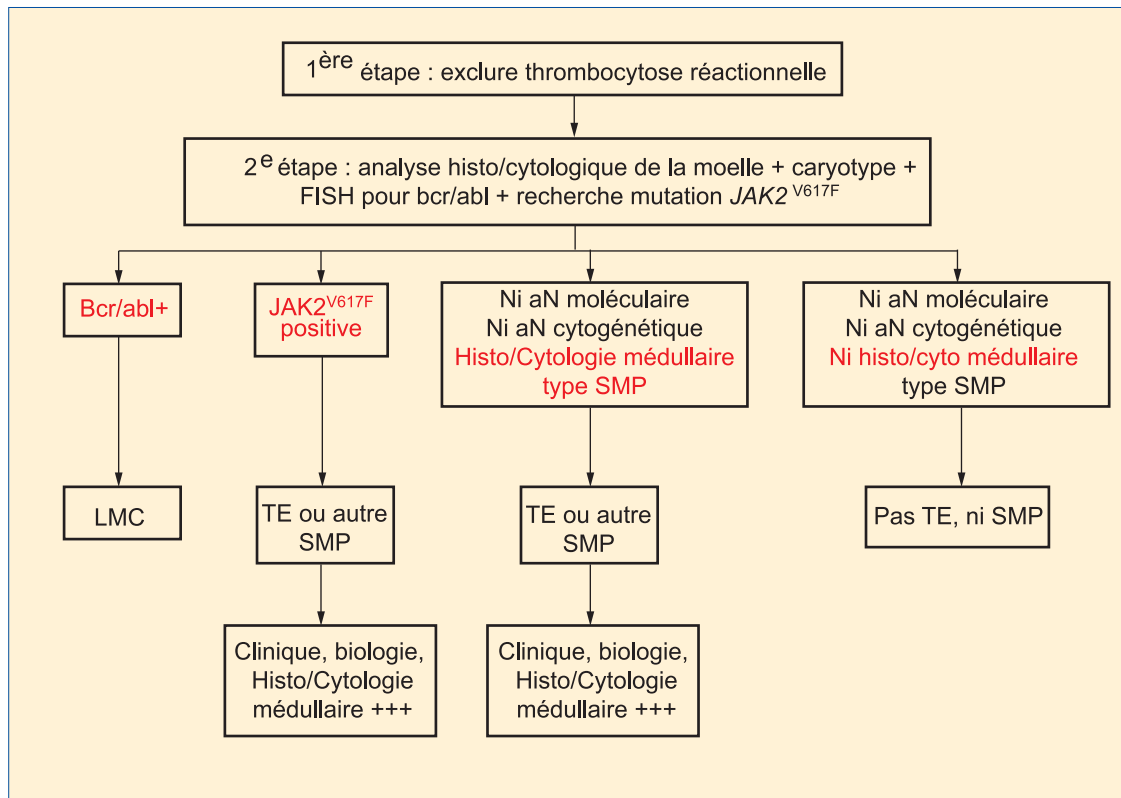 1ère étape : exclure thrombocytose réactionnelle
2e étape : analyse histo/cytologique de la moelle + caryotype +
FISH pour bcr/abl + recherche mutation JAK2 V617F
Bcr/abl+
JAK2V617F
positive
Ni aN moléculaire
Ni aN cytogénétique
Histo/Cytologie médullaire
type SMP
Ni aN moléculaire
Ni aN cytogénétique
Ni histo/cyto médullaire
type SMP
LMC
TE ou autre
SMP
TE ou autre
SMP
Pas TE, ni SMP
Clinique, biologie,
Histo/Cytologie
médullaire +++
Clinique, biologie,
Histo/Cytologie
médullaire +++